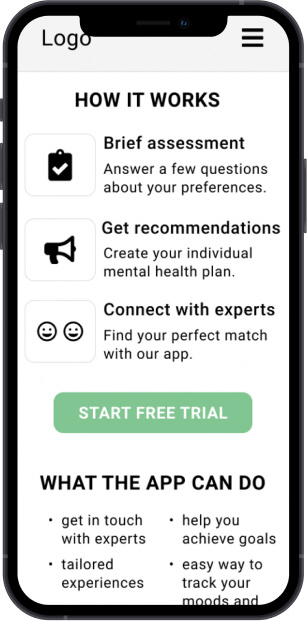 Logo
HOW IT WORKS
Brief assessment
Answer a few questions
about your preferences.
Get recommendations
Create your individual
mental health plan.
Connect with experts
Find your perfect match
with our app.
START FREE TRIAL
WHAT THE APP CAN DO
• get in touch
with experts
• tailored
experiences
• help you
achieve goals
• easy way to
track your
moods and